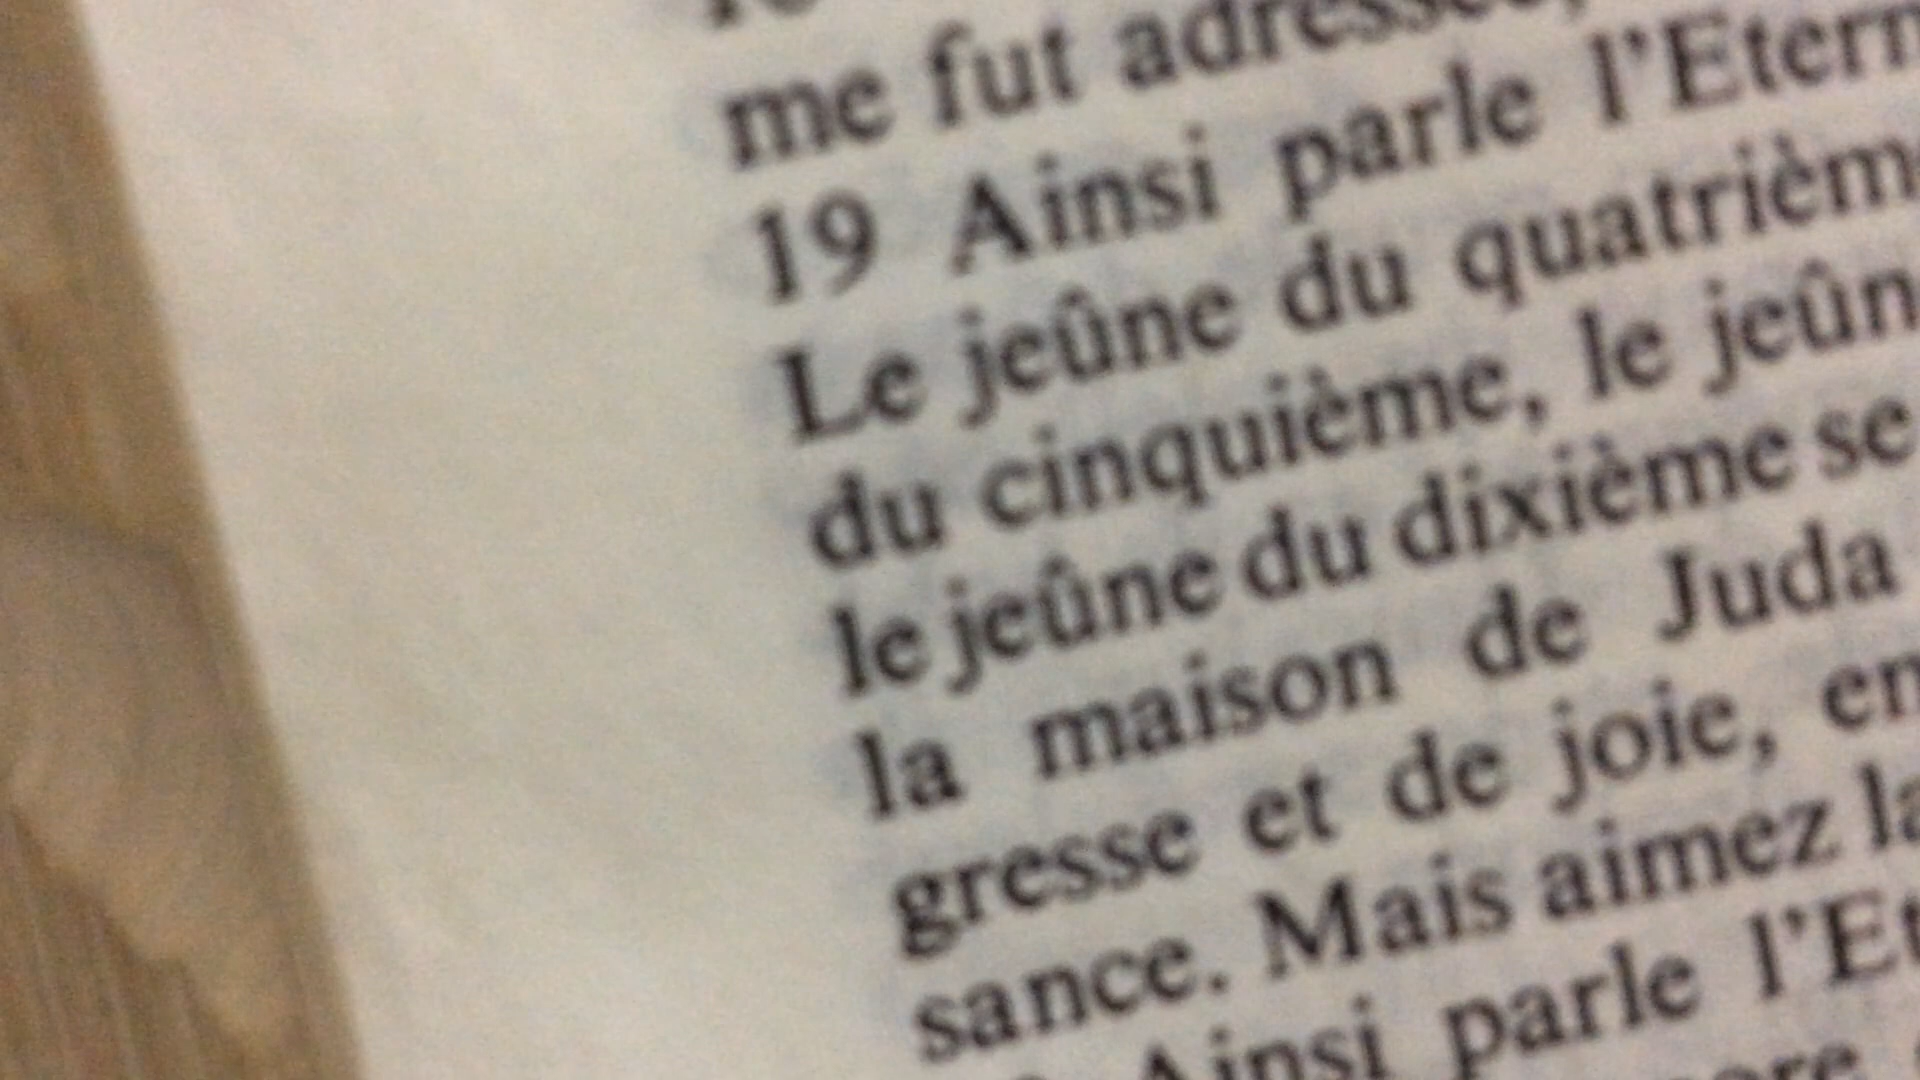 me fut adressée,
19 Ainsi parle l'Etern
Le jeûne du quatrièm
du cinquième, le jeûn
le jeûne du dixième se
la maison de Juda
gresse et de joie, en
sance. Mais aimez la
Ainsi parle l'Et